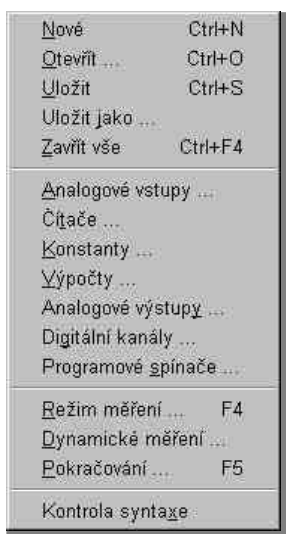 Nové Ctrl+N
Otevřít ... Ctrl+O
Uložit Ctrl+S
Uložit jako ...
Zavřít vše Ctrl+F4
Analogové vstupy ...
Čítače ...
Konstanty ...
Výpočty ...
Analogové výstupy ...
Digitální kanály ...
Programové spínače ...
Režim měření ... F4
Dynamické měření ...
Pokračování ... F5
Kontrola syntaxe